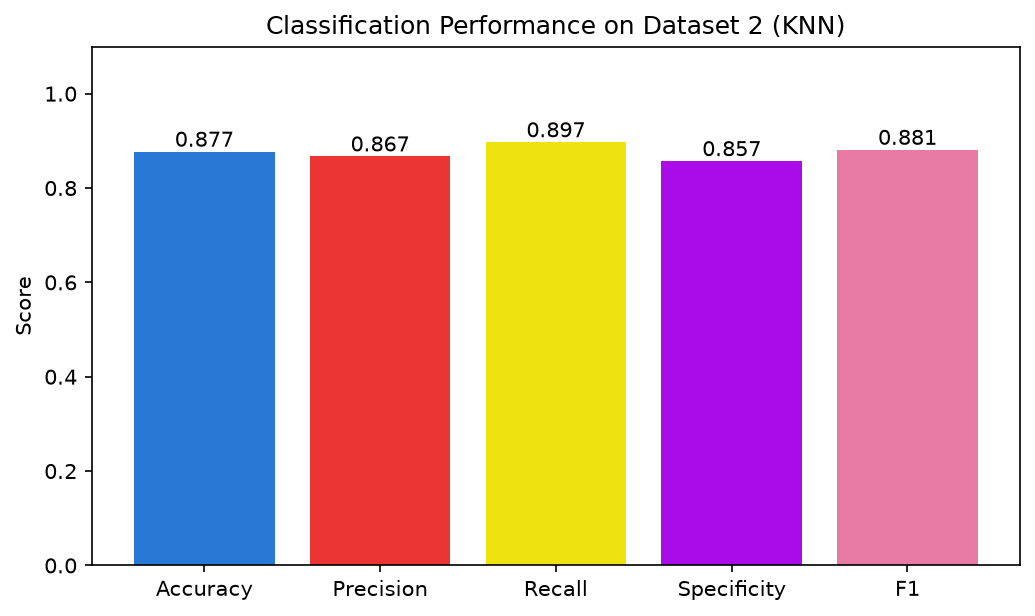 Classification Performance on Dataset 2 (KNN)
1.0
0.8
0.6
0.4
0.2
0.0
Score
0.877
0.867
0.897
0.857
0.881
Accuracy
Precision
Recall
Specificity
F1